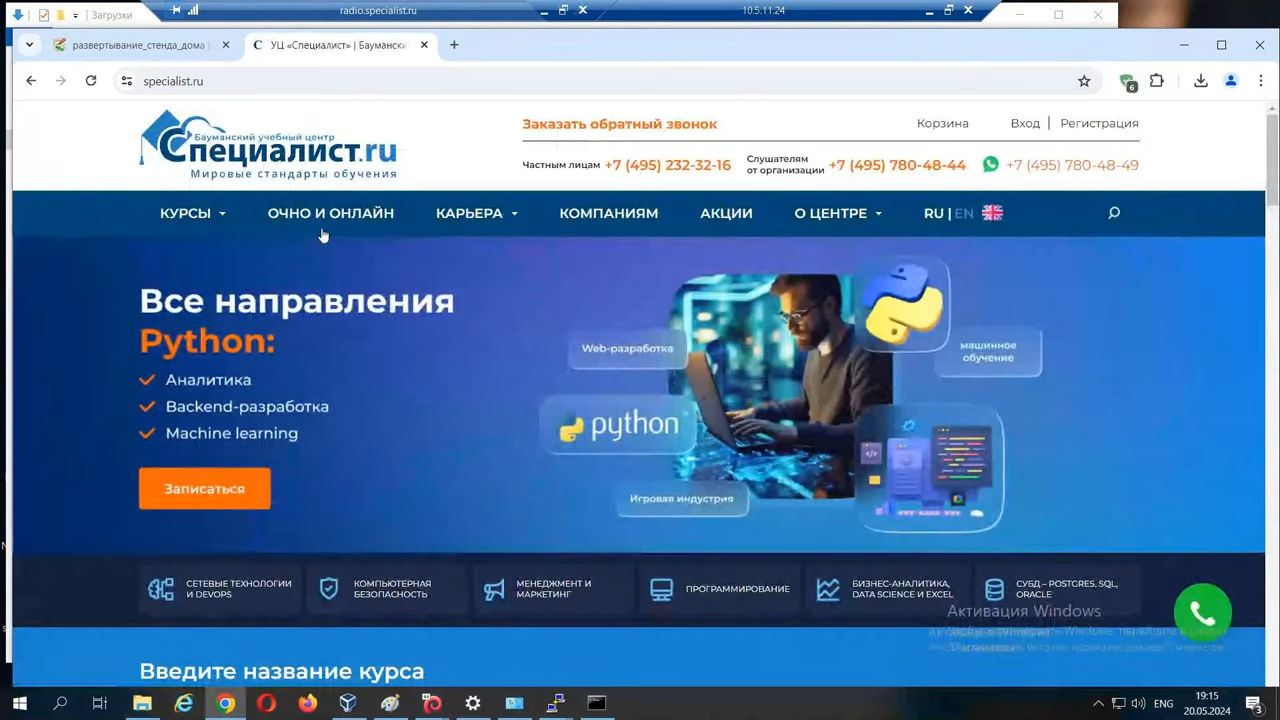 Загрузки
radio.specialist.ru
10.5.11.24
развертывание_стенда_дома
УЦ «Специалист» | Баумански
specialist.ru
6
Бауманский учебный центр
Специалист.ru
Мировые стандарты обучения
Заказать обратный звонок
Корзина
Вход | Регистрация
Частным лицам +7 (495) 232-32-16
Слушателям от организации +7 (495) 780-48-44
+7 (495) 780-48-49
КУРСЫ
ОЧНО И ОНЛАЙН
КАРЬЕРА
КОМПАНИЯМ
АКЦИИ
О ЦЕНТРЕ
RU | EN
Все направления
Python:
Аналитика
Backend-разработка
Machine learning
Записаться
Web-разработка
машинное
обучение
python
Игровая индустрия
СЕТЕВЫЕ ТЕХНОЛОГИИ
И DEVOPS
КОМПЬЮТЕРНАЯ
БЕЗОПАСНОСТЬ
МЕНЕДЖМЕНТ И
МАРКЕТИНГ
ПРОГРАММИРОВАНИЕ
БИЗНЕС-АНАЛИТИКА,
DATA SCIENCE И EXCEL
СУБД – POSTGRES, SQL,
ORACLE
Активация Windows
Введите название курса
ENG
19:15
20.05.2024
3